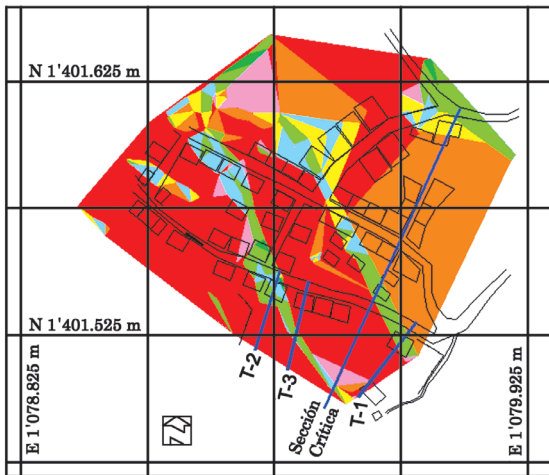 N 1'401.625 m
N 1'401.525 m
E 1'078.825 m
E 1'079.925 m
T-2
T-3
Sección
Crítica
T-1
N